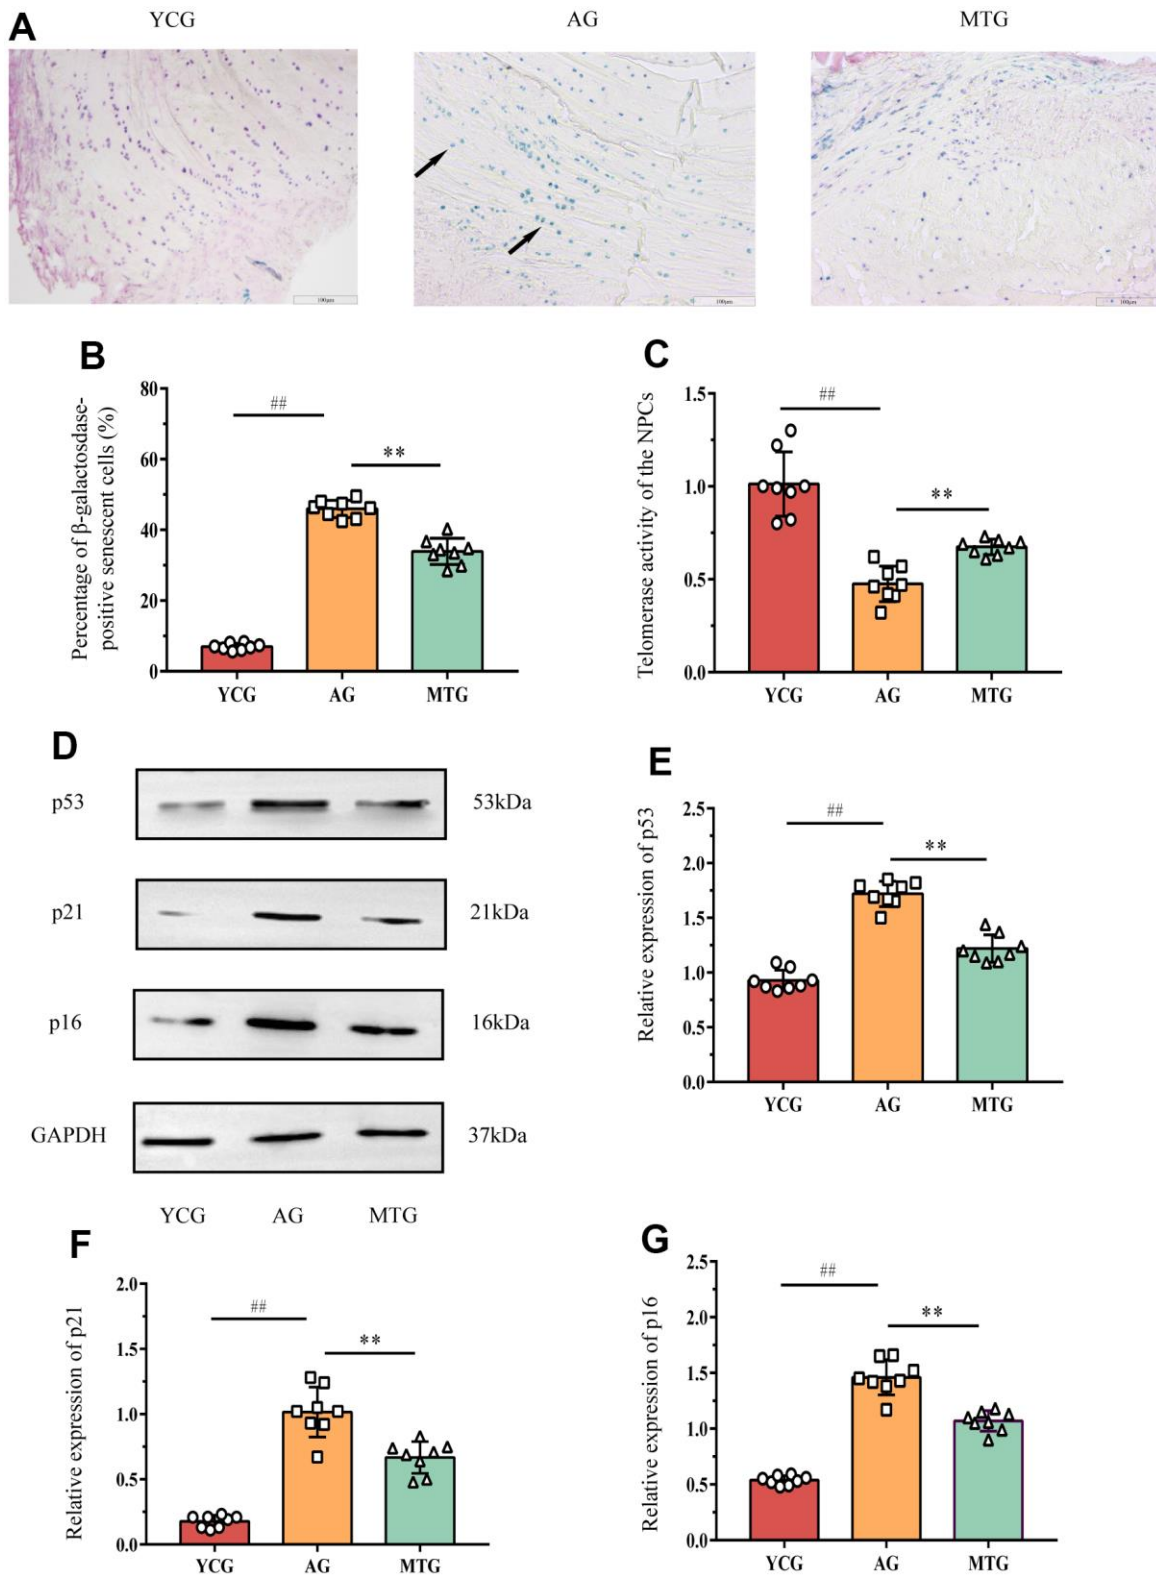 A
YCG
AG
MTG
100μm
100μm
100μm
B
Percentage of β-galactosdase-
positive senescent cells (%)
80
60
40
20
0
##
**
YCG AG MTG
C
Telomerase activity of the NPCs
1.5
1.0
0.5
0.0
##
**
YCG AG MTG
D
p53 53kDa
p21 21kDa
p16 16kDa
GAPDH 37kDa
YCG AG MTG
E
Relative expression of p53
2.5
2.0
1.5
1.0
0.5
0.0
##
**
YCG AG MTG
F
Relative expression of p21
2.0
1.5
1.0
0.5
0.0
##
**
YCG AG MTG
G
Relative expression of p16
2.5
2.0
1.5
1.0
0.5
0.0
##
**
YCG AG MTG